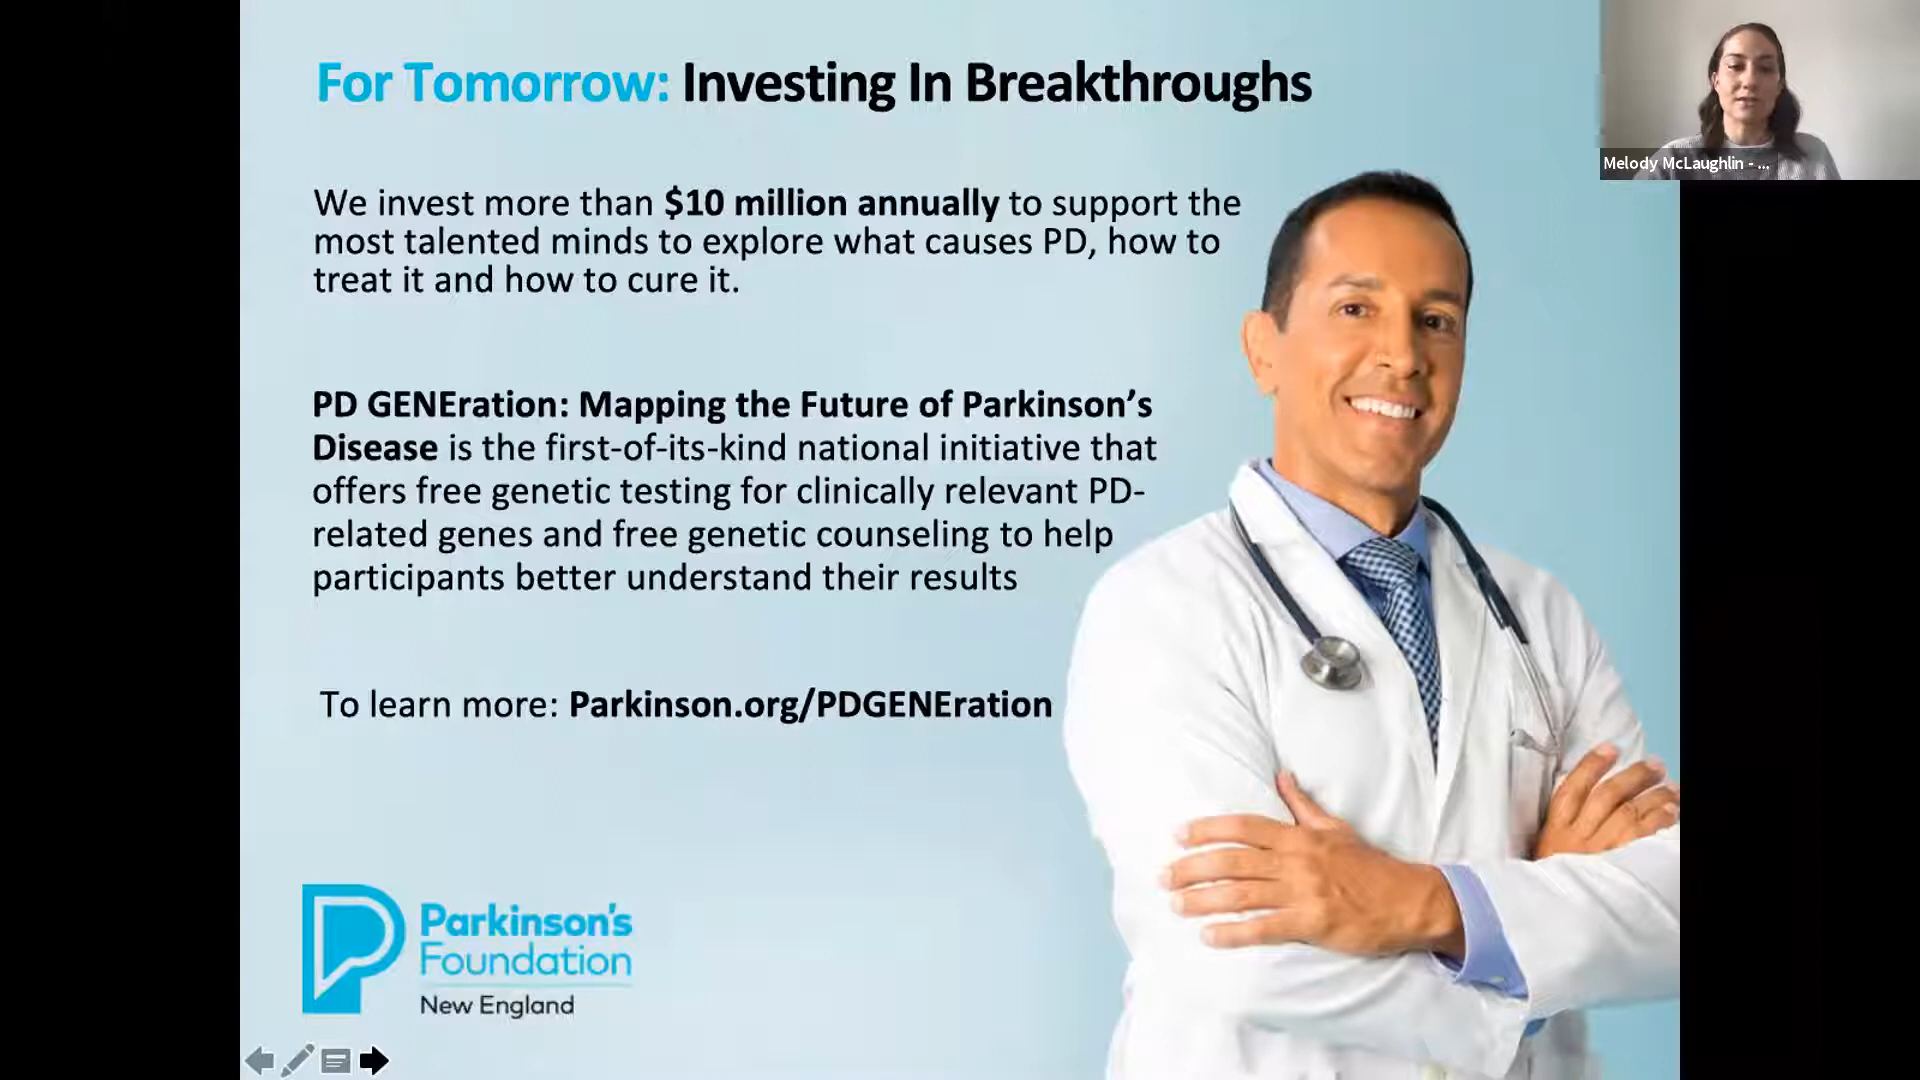 For Tomorrow: Investing In Breakthroughs
Melody McLaughlin - ...
We invest more than $10 million annually to support the
most talented minds to explore what causes PD, how to
treat it and how to cure it.
PD GENEration: Mapping the Future of Parkinson’s
Disease is the first-of-its-kind national initiative that
offers free genetic testing for clinically relevant PD-
related genes and free genetic counseling to help
participants better understand their results
To learn more: Parkinson.org/PDGENEration
Parkinson's
Foundation
New England